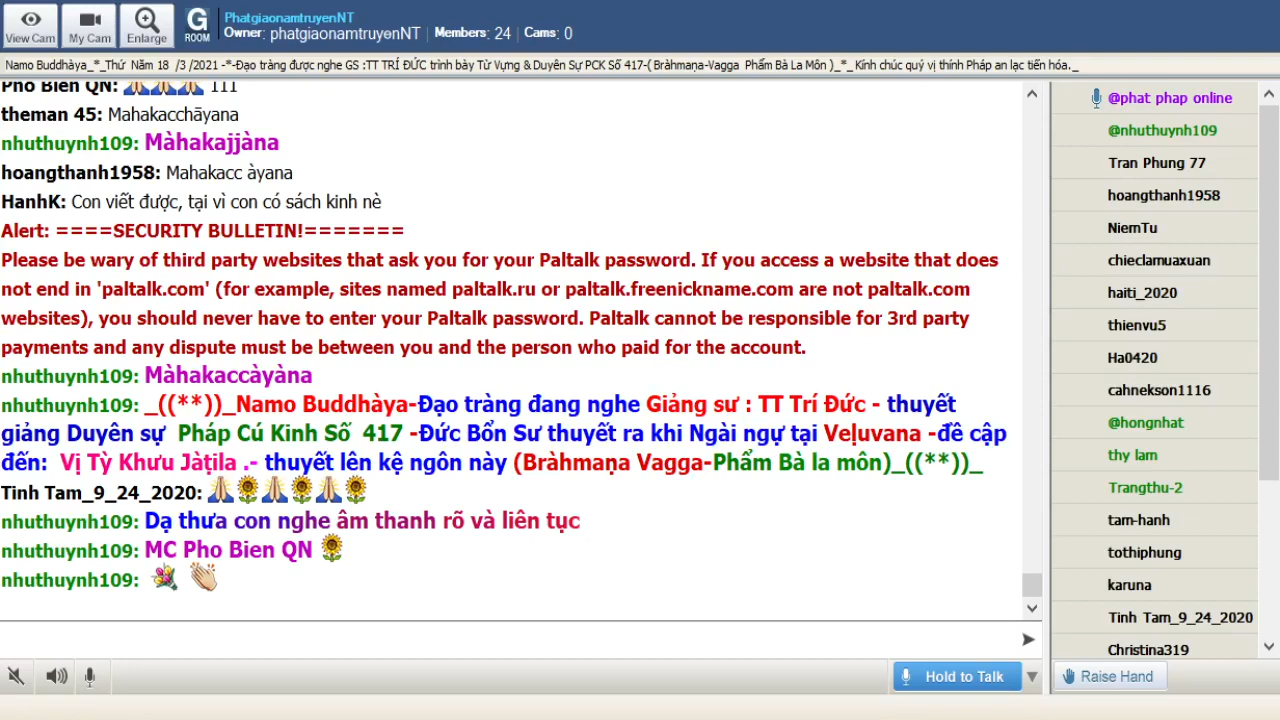 View Cam
My Cam
Enlarge
G
ROOM
PhatgiaonamtruyenNT
Owner: phatgiaonamtruyenNT | Members: 24 | Cams: 0
Namo Buddhàya_*_Thứ Năm 18 /3 /2021 -*-Đạo tràng được nghe GS :TT TRÍ ĐỨC trình bày Từ Vựng & Duyên Sự PCK Số 417-( Bràhmaṇa-Vagga Phẩm Bà La Môn )_*_ Kính chúc quý vị thính Pháp an lạc tiến hóa._
Pho Bien QN: 🙏🙏🙏 111
theman 45: Mahakacchāyana
nhuthuynh109: Màhakajjàna
hoangthanh1958: Mahakacc àyana
HanhK: Con viết được, tại vì con có sách kinh nè
Alert: ====SECURITY BULLETIN!=======
Please be wary of third party websites that ask you for your Paltalk password. If you access a website that does
not end in 'paltalk.com' (for example, sites named paltalk.ru or paltalk.freenickname.com are not paltalk.com
websites), you should never have to enter your Paltalk password. Paltalk cannot be responsible for 3rd party
payments and any dispute must be between you and the person who paid for the account.
nhuthuynh109: Màhakaccàyàna
nhuthuynh109: _((**))_Namo Buddhàya-Đạo tràng đang nghe Giảng sư : TT Trí Đức - thuyết
giảng Duyên sự Pháp Cú Kinh Số 417 -Đức Bổn Sư thuyết ra khi Ngài ngự tại Veḷuvana -đề cập
đến: Vị Tỳ Khưu Jàṭila .- thuyết lên kệ ngôn này (Bràhmaṇa Vagga-Phẩm Bà la môn)_((**))_
Tinh Tam_9_24_2020: 🙏🌻🙏🌻🙏🌻
nhuthuynh109: Dạ thưa con nghe âm thanh rõ và liên tục
nhuthuynh109: MC Pho Bien QN 🌻
nhuthuynh109: 💐 👏
Hold to Talk
@phat phap online
@nhuthuynh109
Tran Phung 77
hoangthanh1958
NiemTu
chieclamuaxuan
haiti_2020
thienvu5
Ha0420
cahnekson1116
@hongnhat
thy lam
Trangthu-2
tam-hanh
tothiphung
karuna
Tinh Tam_9_24_2020
Christina319
Raise Hand